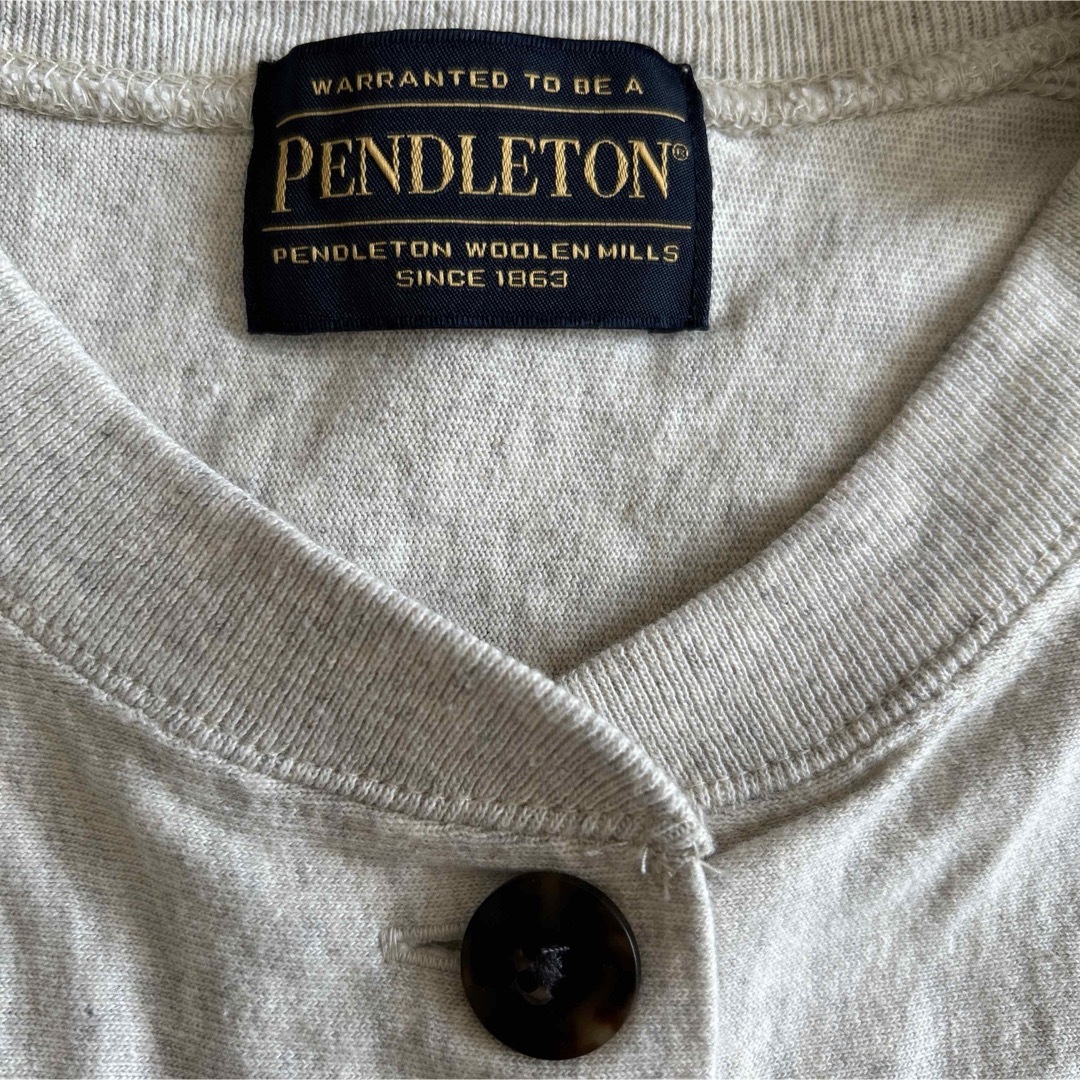 WARRANTED TO BE A
PENDLETON®
PENDLETON WOOLEN MILLS
SINCE 1863